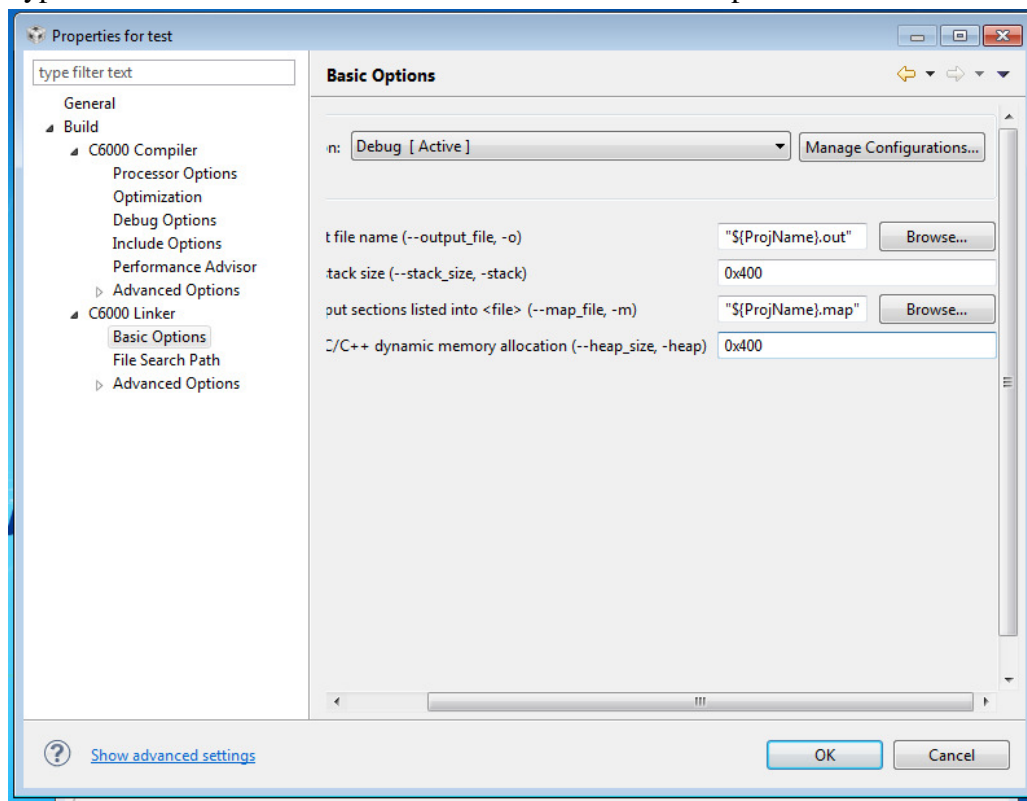 Properties for test
type filter text
Basic Options
General
Build
C6000 Compiler
Processor Options
Optimization
Debug Options
Include Options
Performance Advisor
Advanced Options
C6000 Linker
Basic Options
File Search Path
Advanced Options
n: Debug [ Active ] Manage Configurations...
t file name (--output_file, -o) "${ProjName}.out" Browse...
stack size (--stack_size, -stack) 0x400
put sections listed into <file> (--map_file, -m) "${ProjName}.map" Browse...
C/C++ dynamic memory allocation (--heap_size, -heap) 0x400
Show advanced settings
OK Cancel